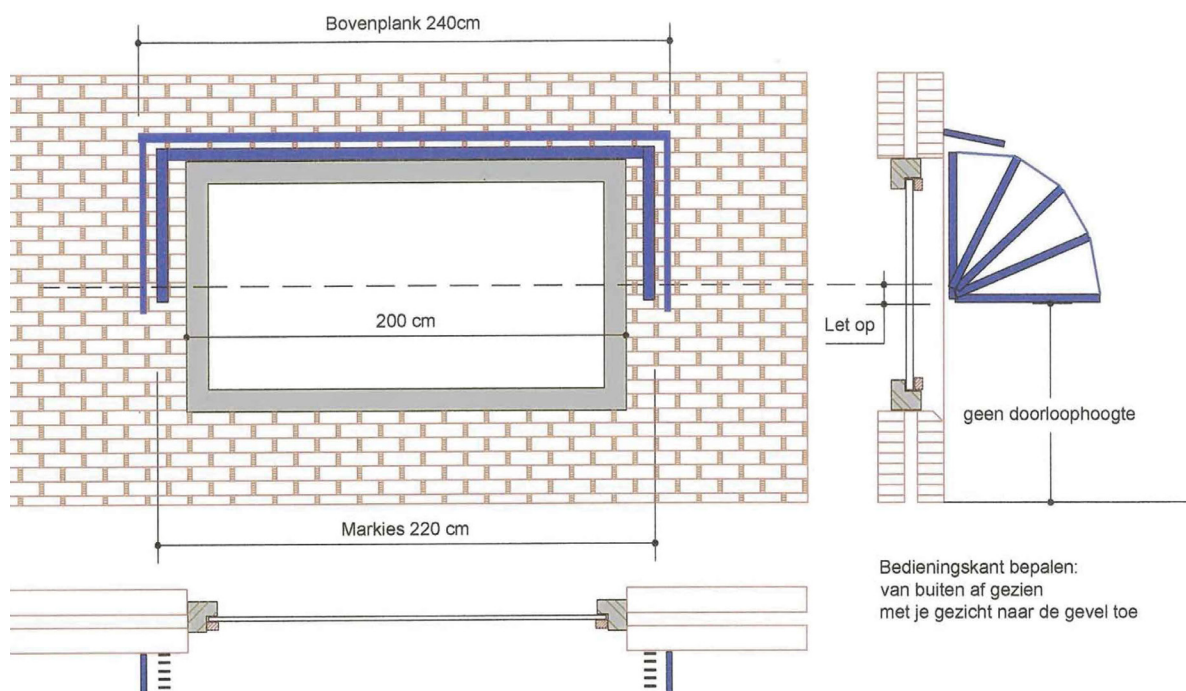 Bovenplank 240cm
200 cm
Let op
geen doorloophoogte
Markies 220 cm
Bedieningskant bepalen:
van buiten af gezien
met je gezicht naar de gevel toe